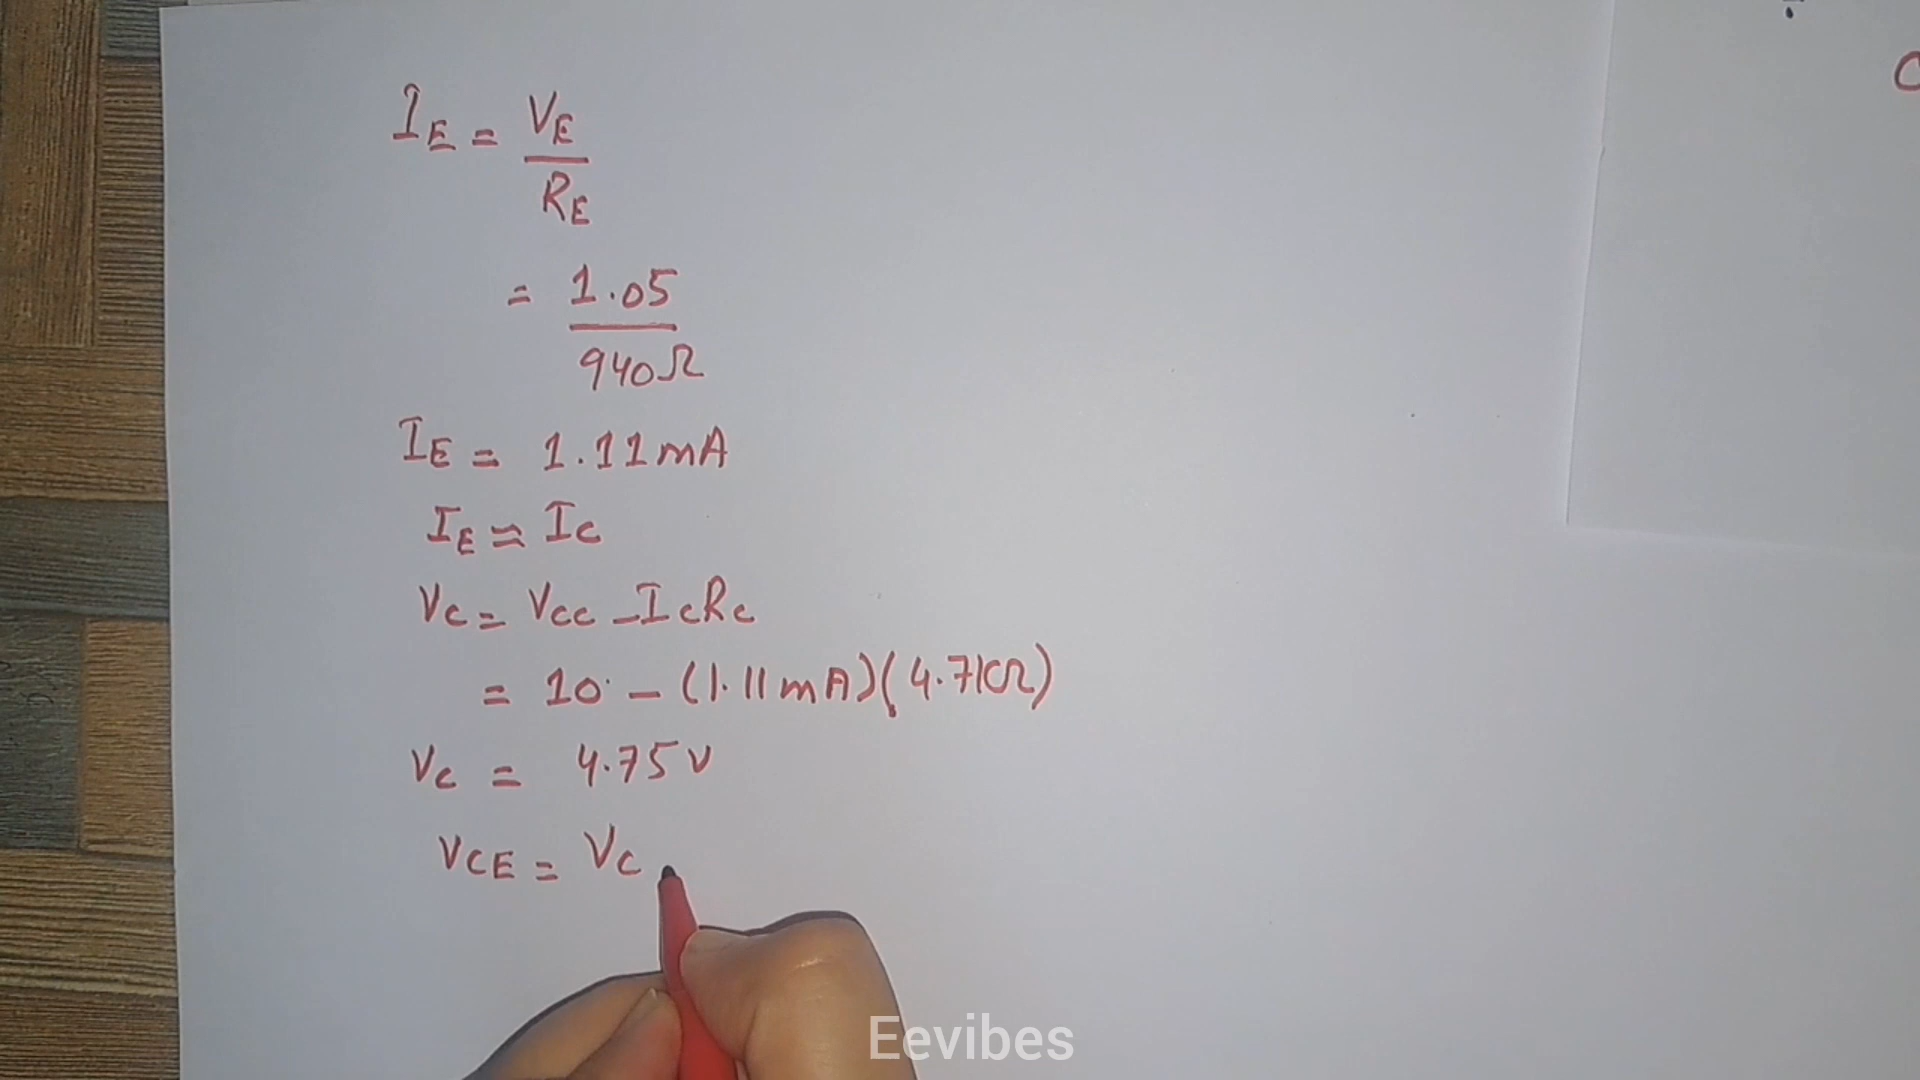 IE = VE
RE
= 1.05
940Ω
IE = 1.11mA
IE ≈ Ic
Vc = Vcc - IcRc
= 10 - (1.11mA)(4.7kΩ)
Vc = 4.75v
VCE = Vc
Eevibes